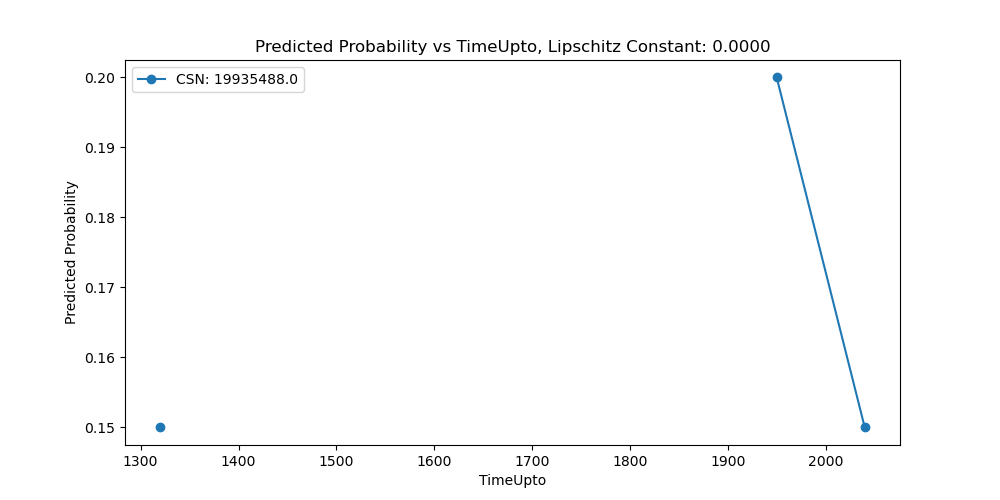 Predicted Probability vs TimeUpto, Lipschitz Constant: 0.0000
CSN: 19935488.0
0.20
0.19
0.18
0.17
0.16
0.15
Predicted Probability
1300 1400 1500 1600 1700 1800 1900 2000
TimeUpto